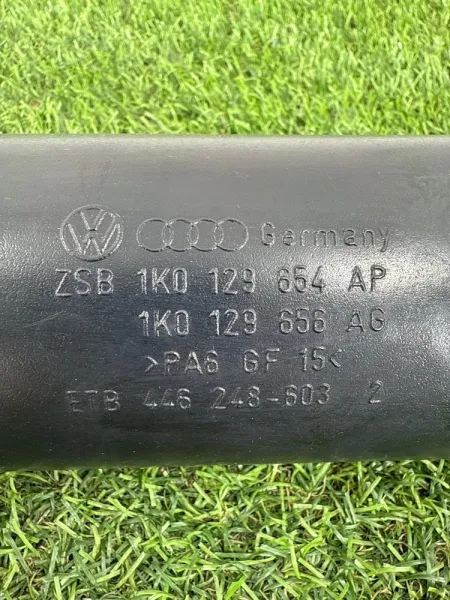 Germany
ZSB 1K0 129 654 AP
1K0 129 656 AG
>PA6 GF 15<
ETB 446 248-603 2